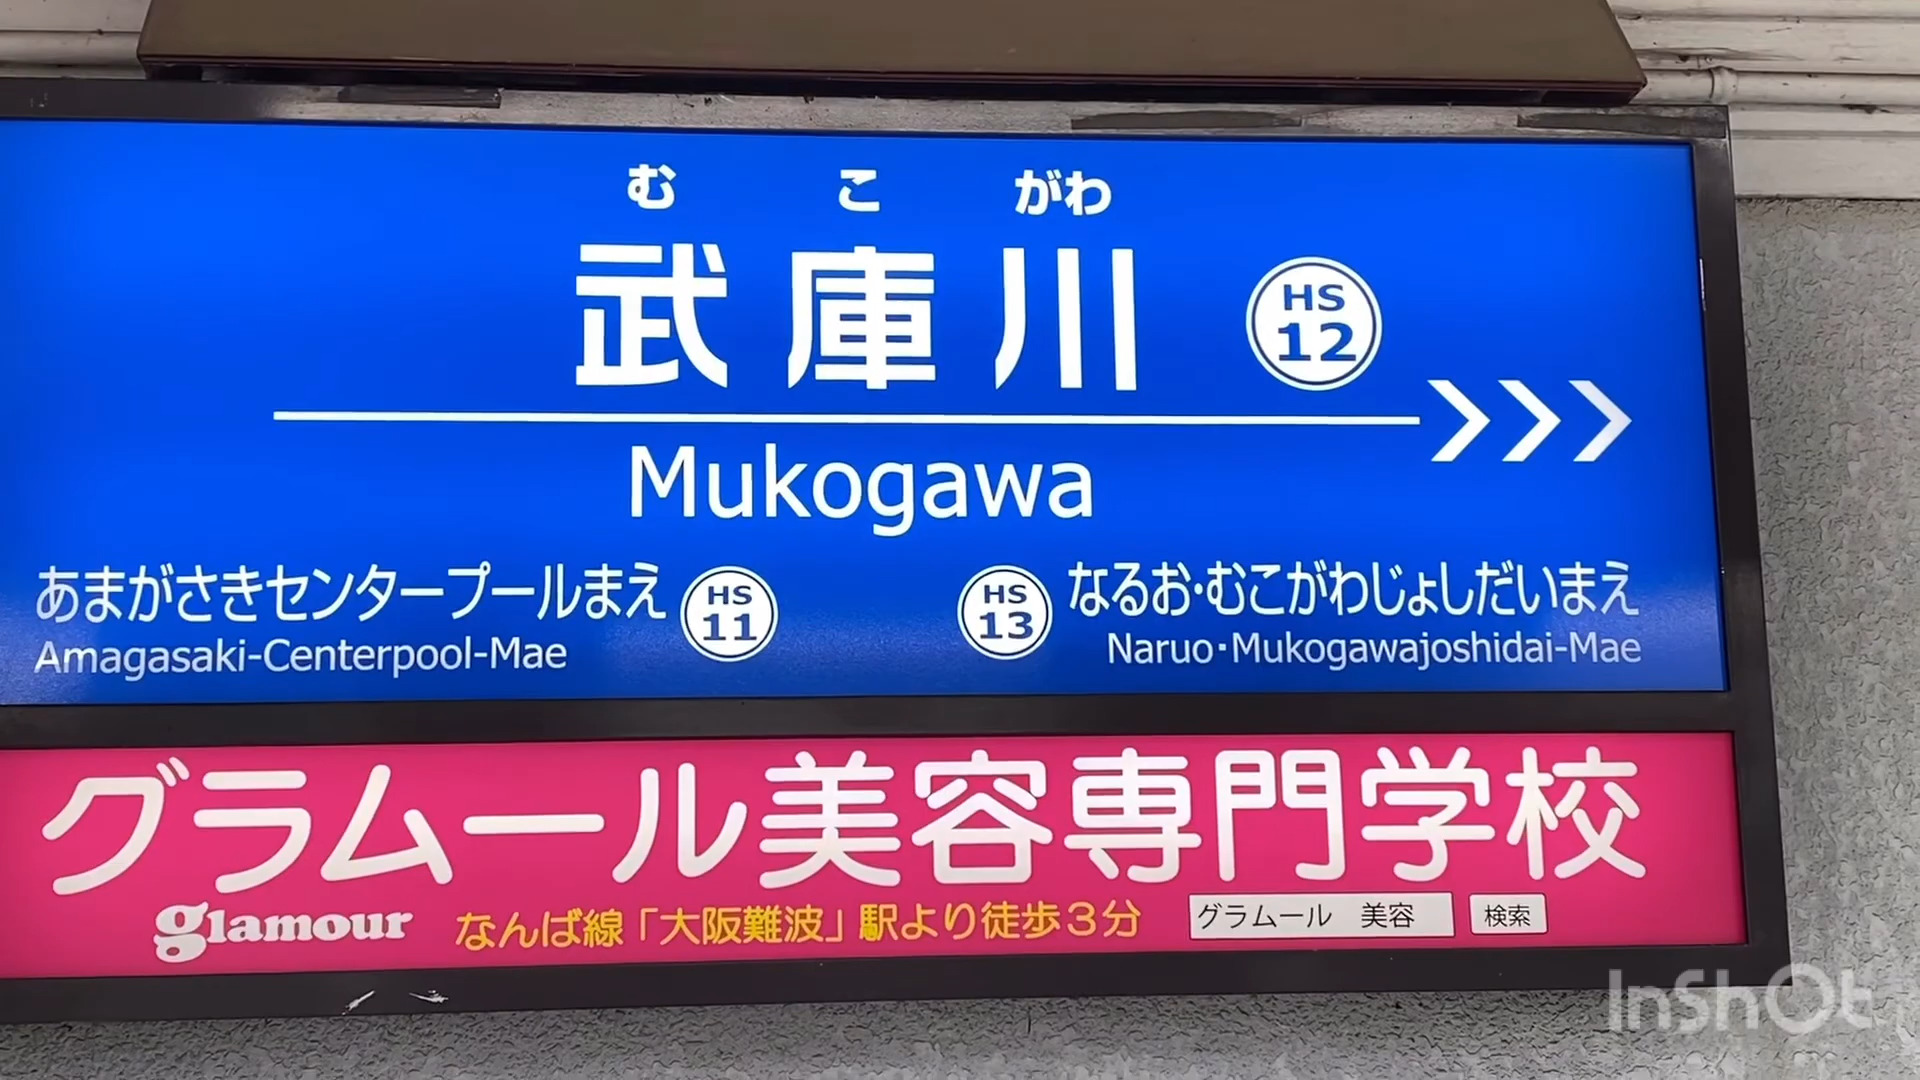 む こ がわ
武庫川 HS 12
Mukogawa
あまがさきセンタープールまえ HS 11
Amagasaki-Centerpool-Mae
HS 13 なるお・むこがわじょしだいまえ
Naruo・Mukogawajoshidai-Mae
グラムール美容専門学校
glamour なんば線「大阪難波」駅より徒歩3分 グラムール 美容 検索
InShOt